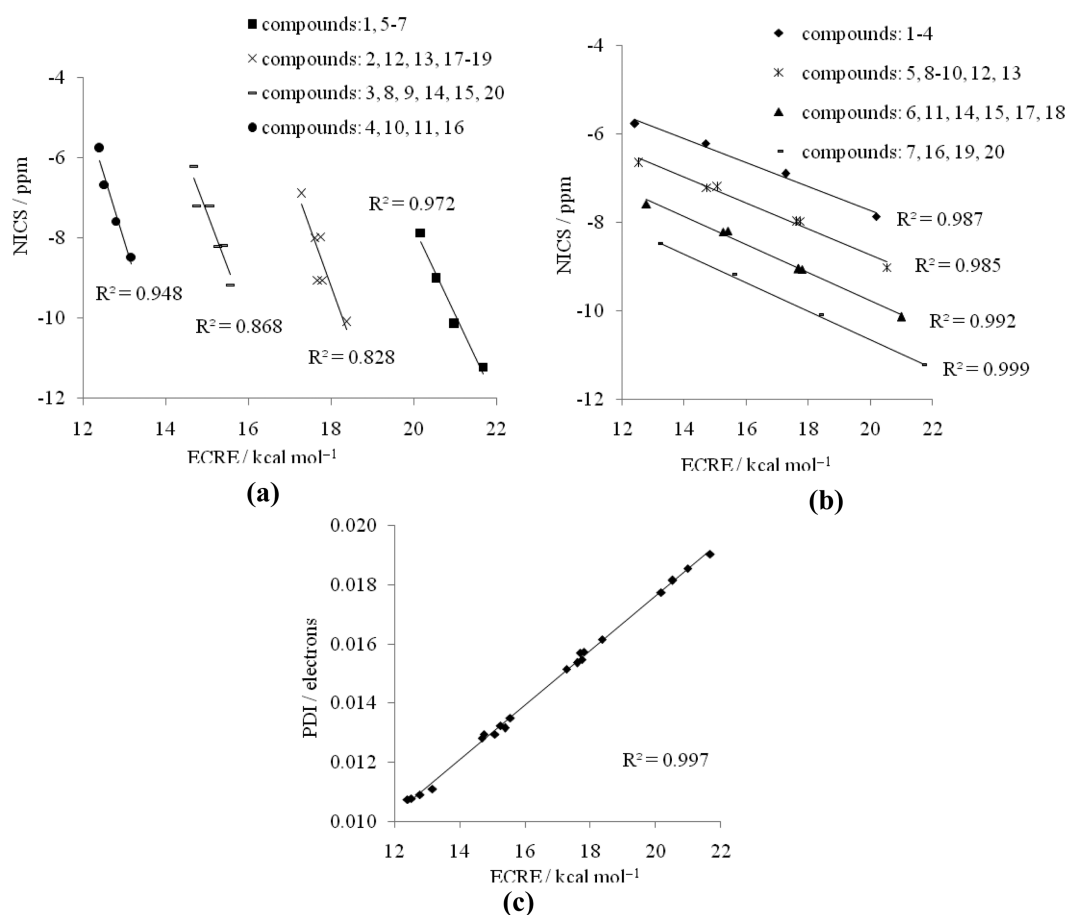 compounds:1, 5-7
compounds: 2, 12, 13, 17-19
compounds: 3, 8, 9, 14, 15, 20
compounds: 4, 10, 11, 16
-4
-6
-8
-10
-12
NICS / ppm
R² = 0.972
R² = 0.948
R² = 0.868
R² = 0.828
12 14 16 18 20 22
ECRE / kcal mol⁻¹
(a)
compounds: 1-4
compounds: 5, 8-10, 12, 13
compounds: 6, 11, 14, 15, 17, 18
compounds: 7, 16, 19, 20
-4
-6
-8
-10
-12
NICS / ppm
R² = 0.987
R² = 0.985
R² = 0.992
R² = 0.999
12 14 16 18 20 22
ECRE / kcal mol⁻¹
(b)
0.020
0.018
0.016
0.014
0.012
0.010
PDI / electrons
R² = 0.997
12 14 16 18 20 22
ECRE / kcal mol⁻¹
(c)